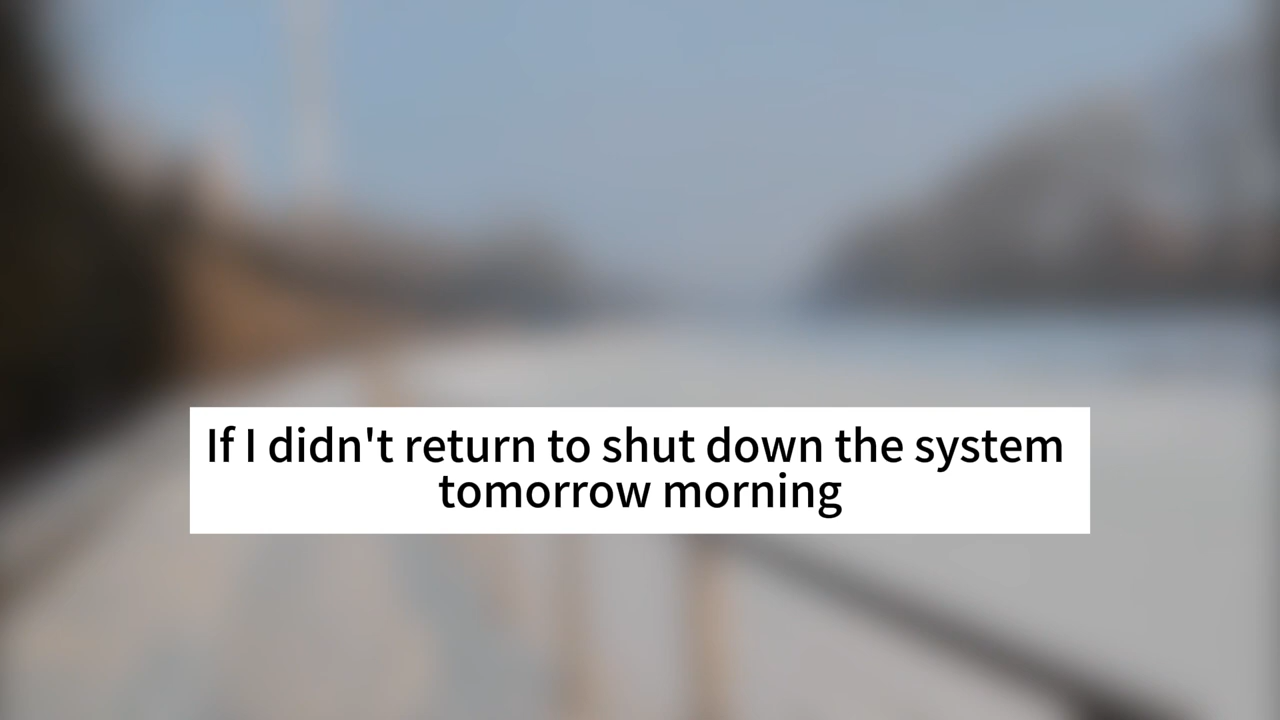 If I didn't return to shut down the system
tomorrow morning